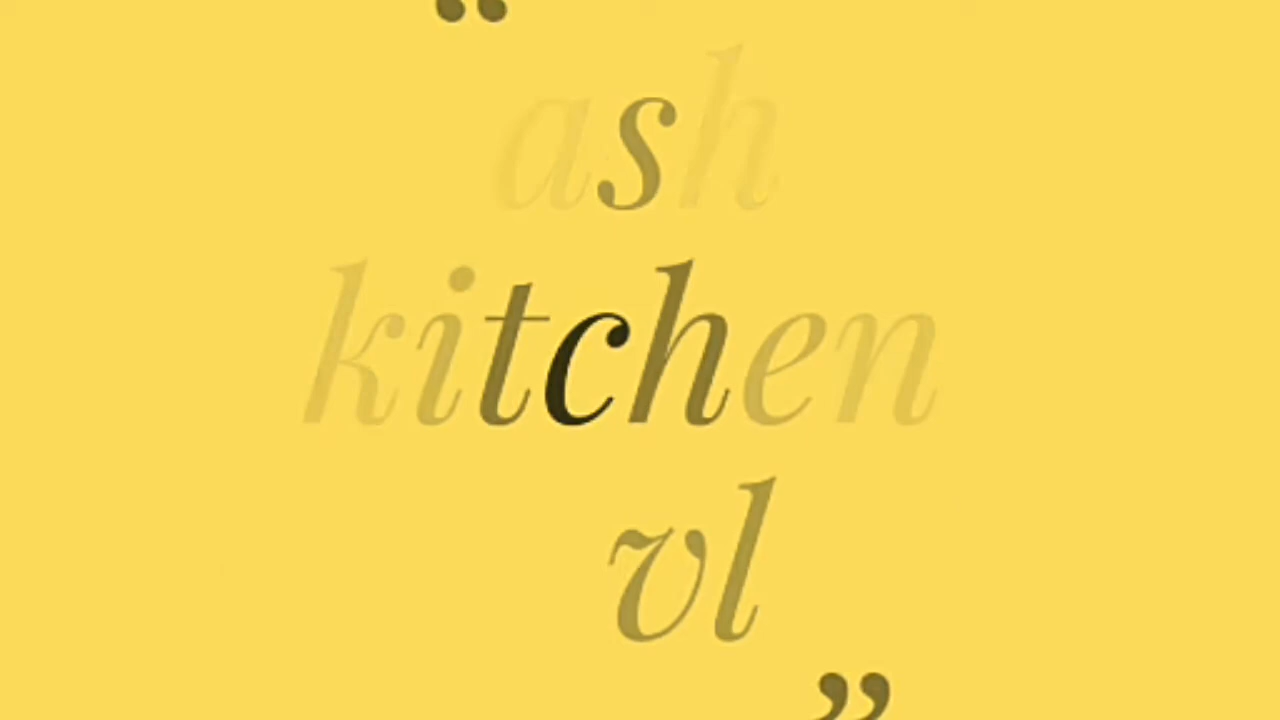 “
ash
kitchen
vl
”